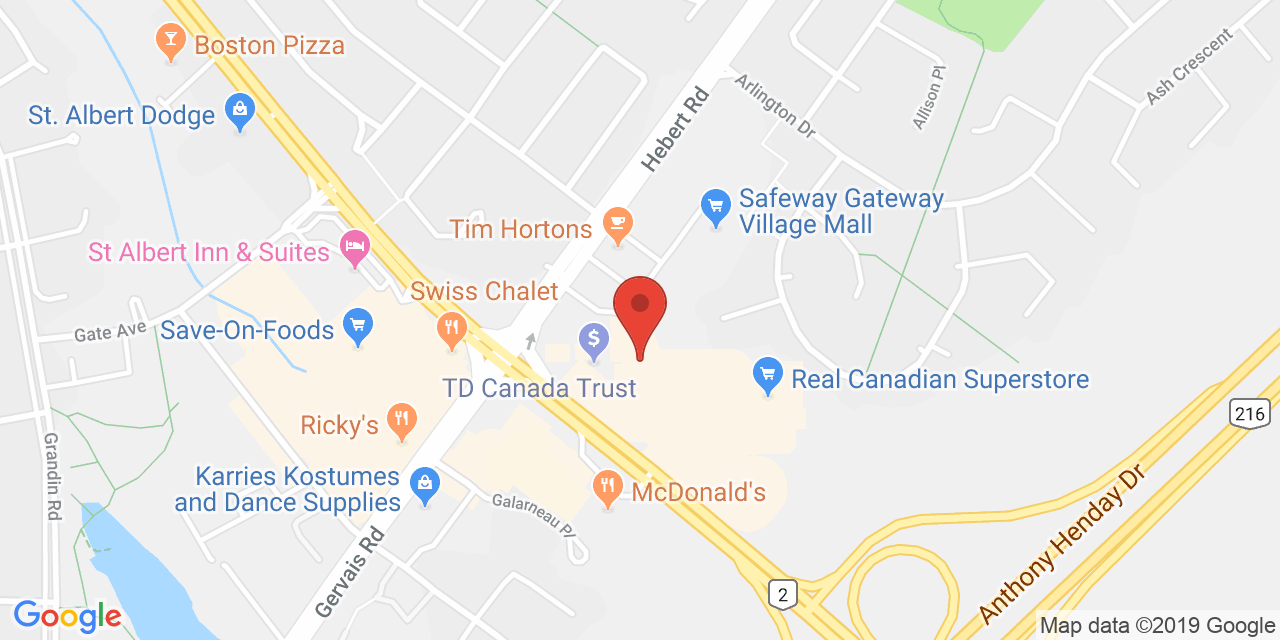 Boston Pizza
St. Albert Dodge
Hebert Rd
Arlington Dr
Allison Pl
Ash Crescent
Safeway Gateway
Village Mall
Tim Hortons
St Albert Inn & Suites
Swiss Chalet
Gate Ave
Save-On-Foods
$
TD Canada Trust
Real Canadian Superstore
216
Ricky's
Grandin Rd
Karries Kostumes
and Dance Supplies
McDonald's
Galarneau Pl
Gervais Rd
Anthony Henday Dr
2
Google
Map data ©2019 Google